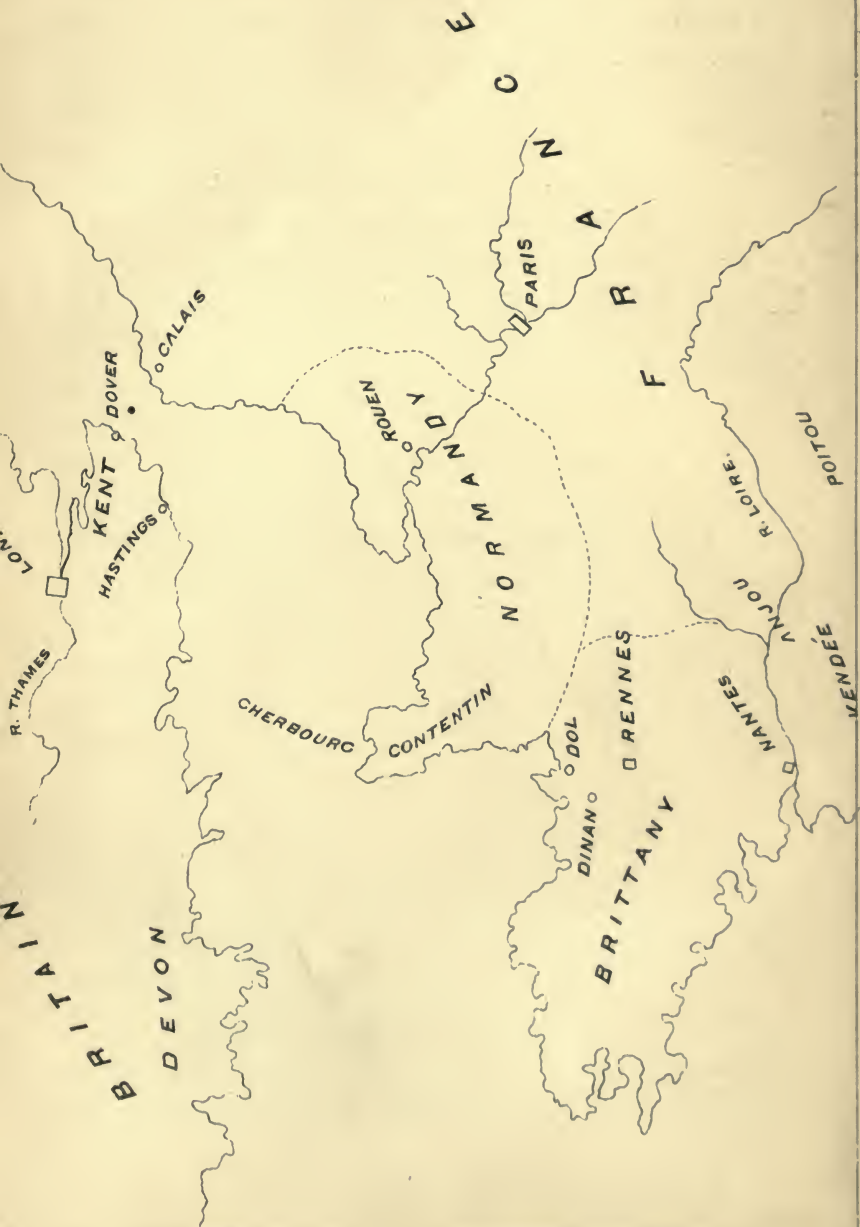 BRITAIN
R. THAMES
LON
DEVON
HASTINGS
KENT
DOVER
CALAIS
CHERBOURG
CONTENTIN
ROUEN
NORMANDY
PARIS
FRANCE
DINAN
DOL
BRITTANY
RENNES
NANTES
ANJOU
R. LOIRE.
VENDÉE
POITOU